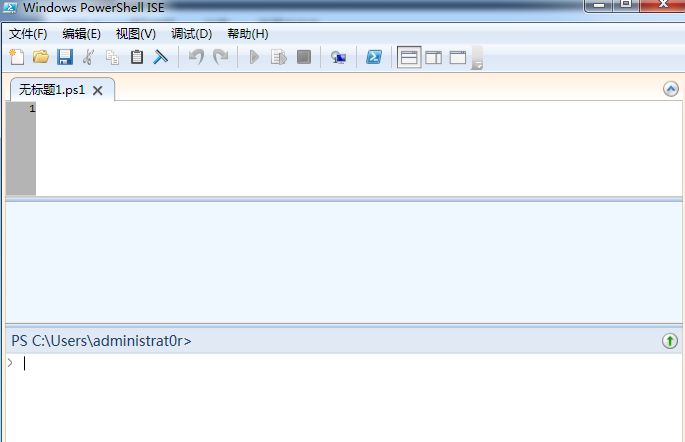 Windows PowerShell ISE
文件(F) 编辑(E) 视图(V) 调试(D) 帮助(H)
无标题1.ps1
1
PS C:\Users\administrat0r>
>